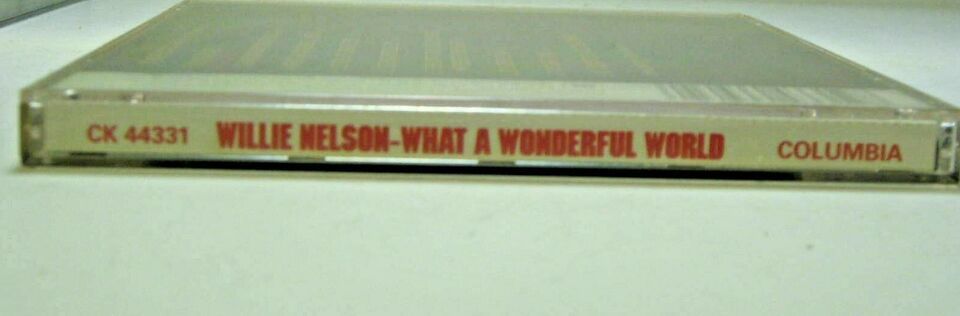 CK 44331 WILLIE NELSON-WHAT A WONDERFUL WORLD COLUMBIA